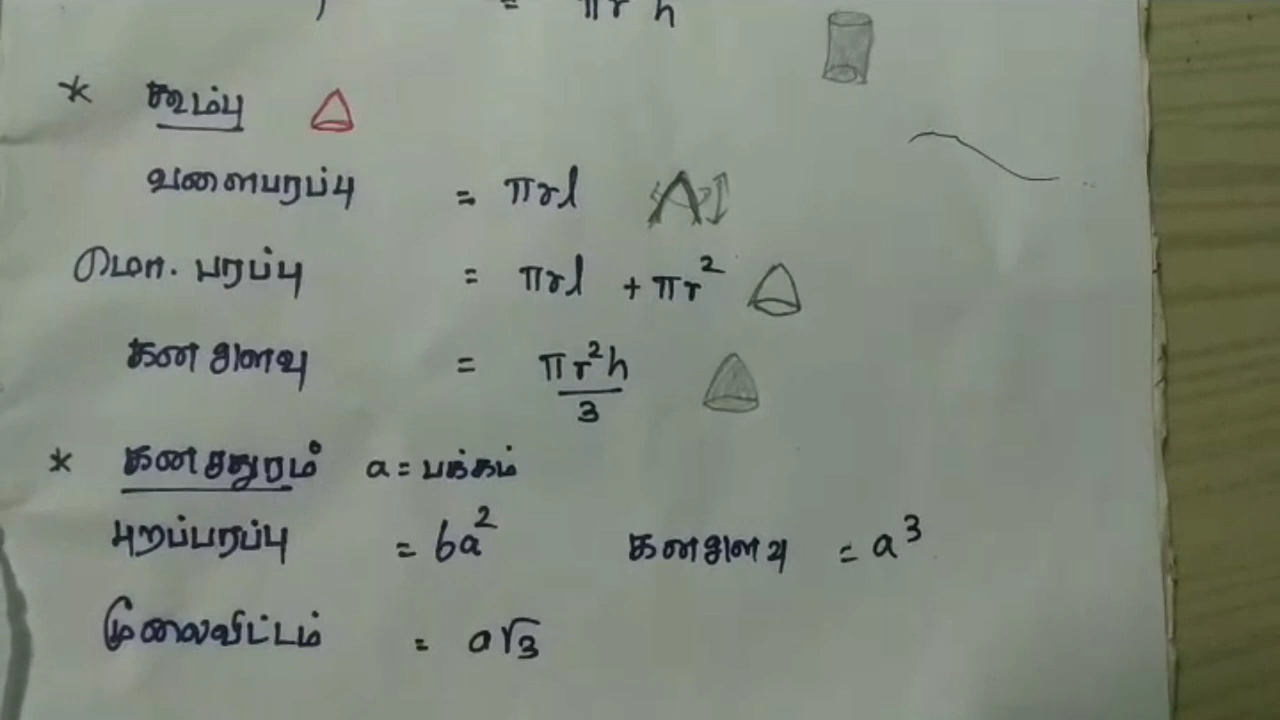 = πr h
* கூம்பு
வளைபரப்பு = πrl
மொ. பரப்பு = πrl + πr²
கனஅளவு = πr²h / 3
* கனசதுரம் a = பக்கம்
புறப்பரப்பு = 6a² கனஅளவு = a³
மூலைவிட்டம் = a√3